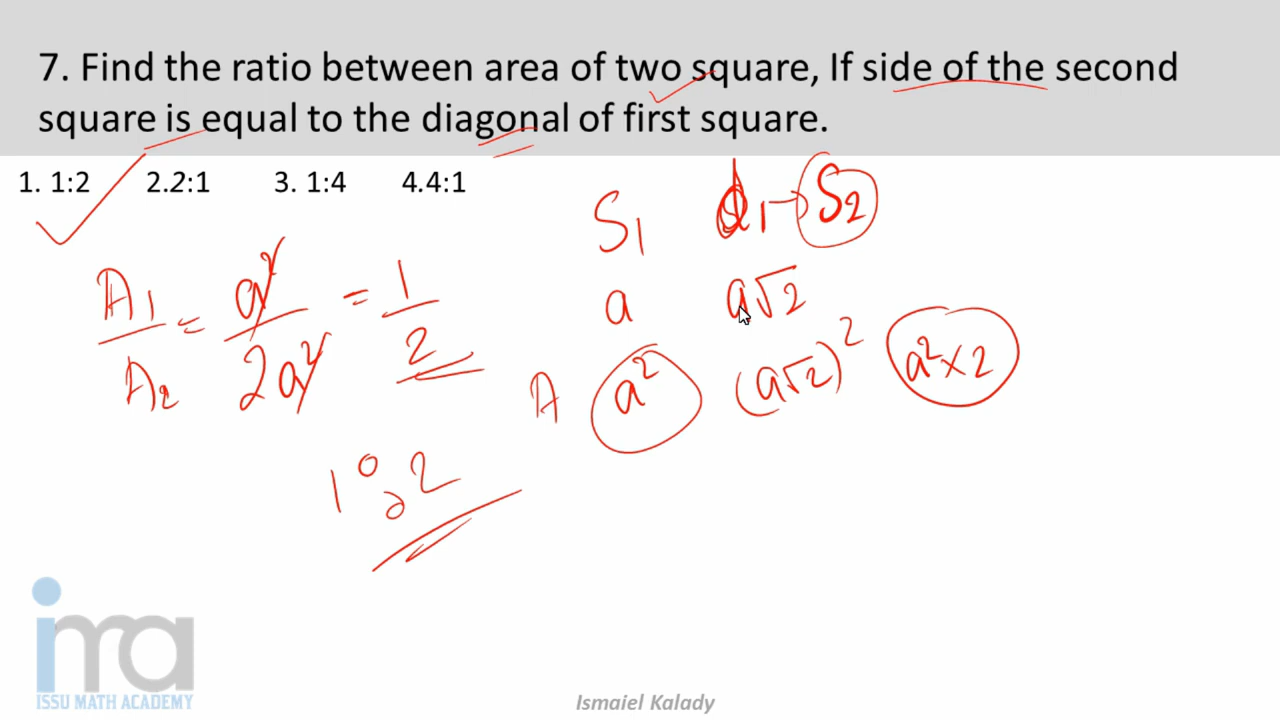 7. Find the ratio between area of two square, If side of the second
square is equal to the diagonal of first square.
1. 1:2 2.2:1 3. 1:4 4.4:1
S1 d1 → S2
a a√2
A a² (a√2)² a²×2
A1/A2 = a²/2a² = 1/2
1:2
ima
ISSU MATH ACADEMY
Ismaiel Kalady